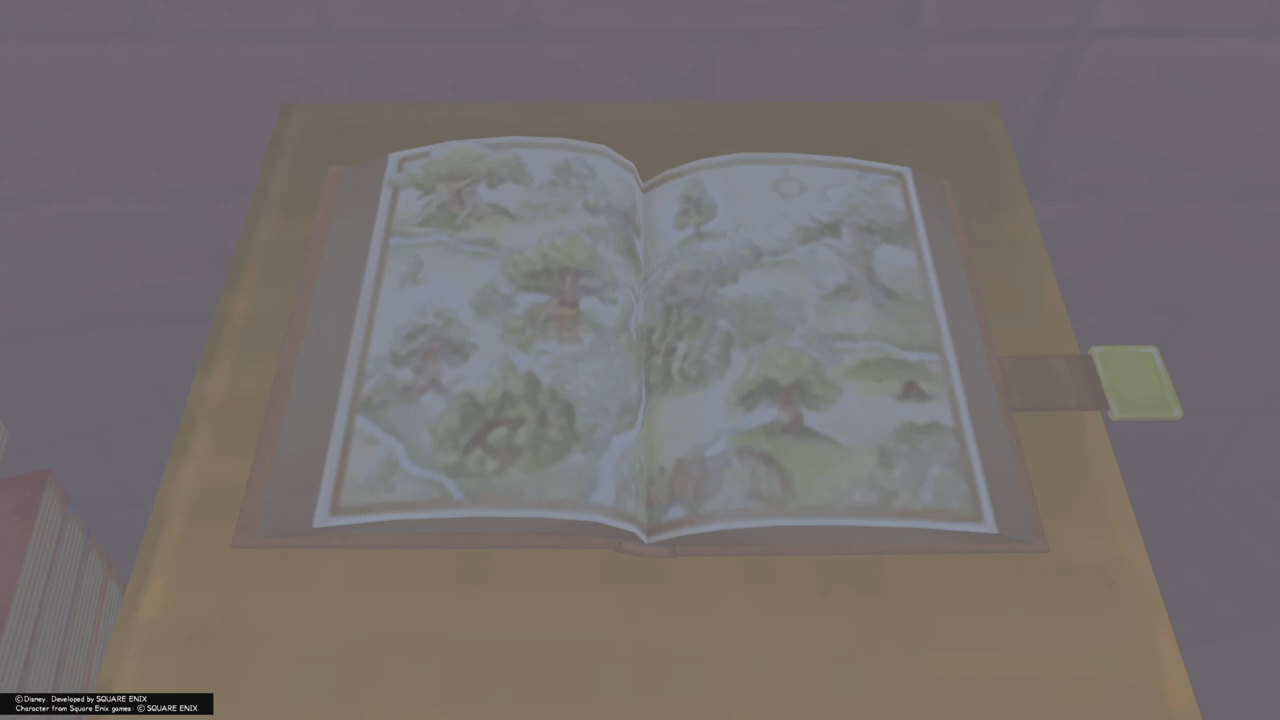 ©Disney. Developed by SQUARE ENIX
Character from Square Enix games: © SQUARE ENIX